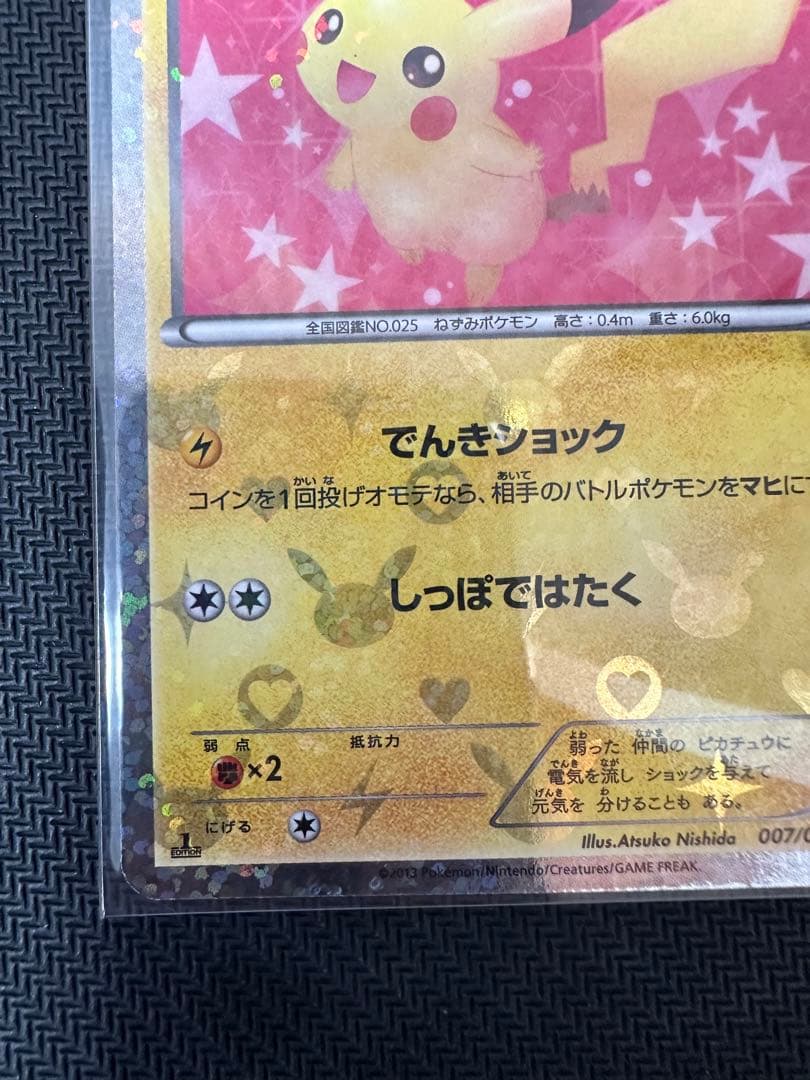 全国図鑑NO.025 ねずみポケモン 高さ:0.4m 重さ:6.0kg
でんきショック
コインを1回投げオモテなら、相手のバトルポケモンをマヒに
しっぽではたく
弱点 抵抗力
×2
にげる
弱った 仲間の ピカチュウに
電気を流し ショックを与えて
元気を 分けることも ある。
Illus.Atsuko Nishida 007/0
1 EDITION
©2013 Pokémon/Nintendo/Creatures/GAME FREAK.